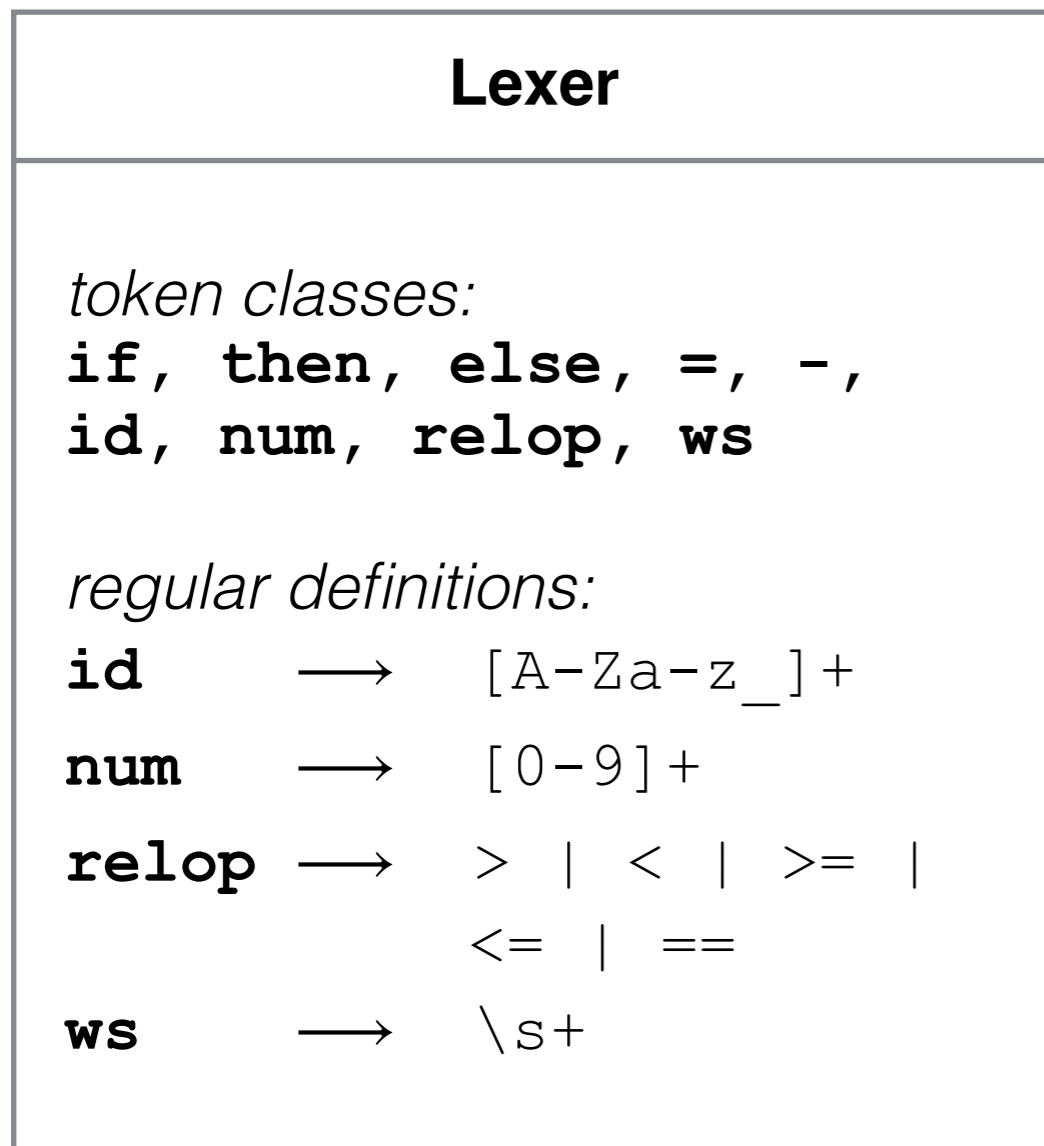 Lexer
token classes:
if, then, else, =, -,
id, num, relop, ws
regular definitions:
id ⟶ [A-Za-z_]+
num ⟶ [0-9]+
relop ⟶ > | < | >= |
<= | ==
ws ⟶ \s+